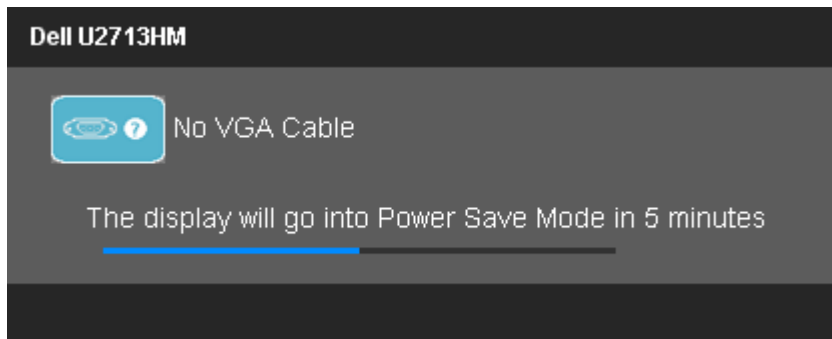 Dell U2713HM
No VGA Cable
The display will go into Power Save Mode in 5 minutes